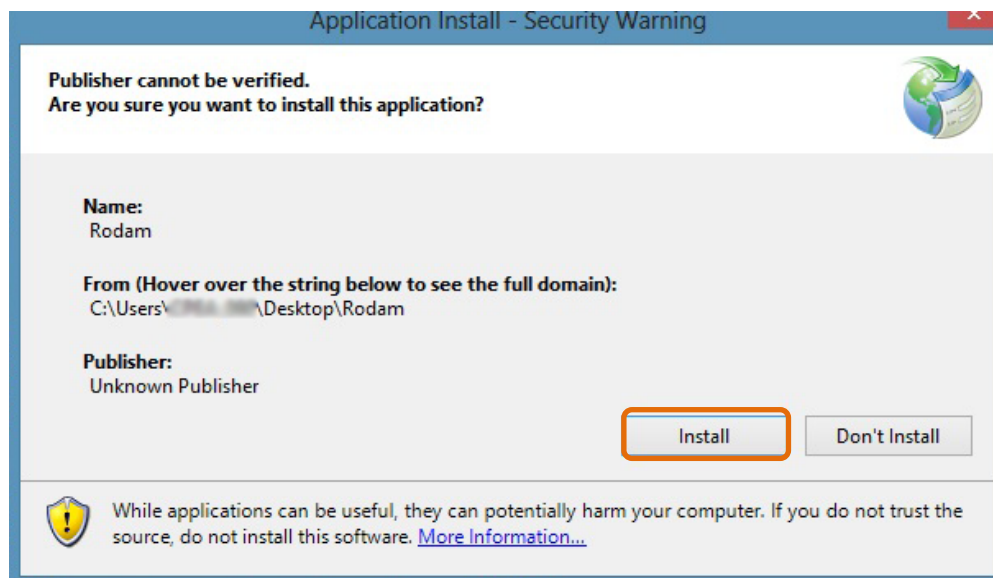 Application Install - Security Warning
Publisher cannot be verified.
Are you sure you want to install this application?
Name:
Rodam
From (Hover over the string below to see the full domain):
C:\Users\ \Desktop\Rodam
Publisher:
Unknown Publisher
Install
Don't Install
While applications can be useful, they can potentially harm your computer. If you do not trust the
source, do not install this software. More Information...